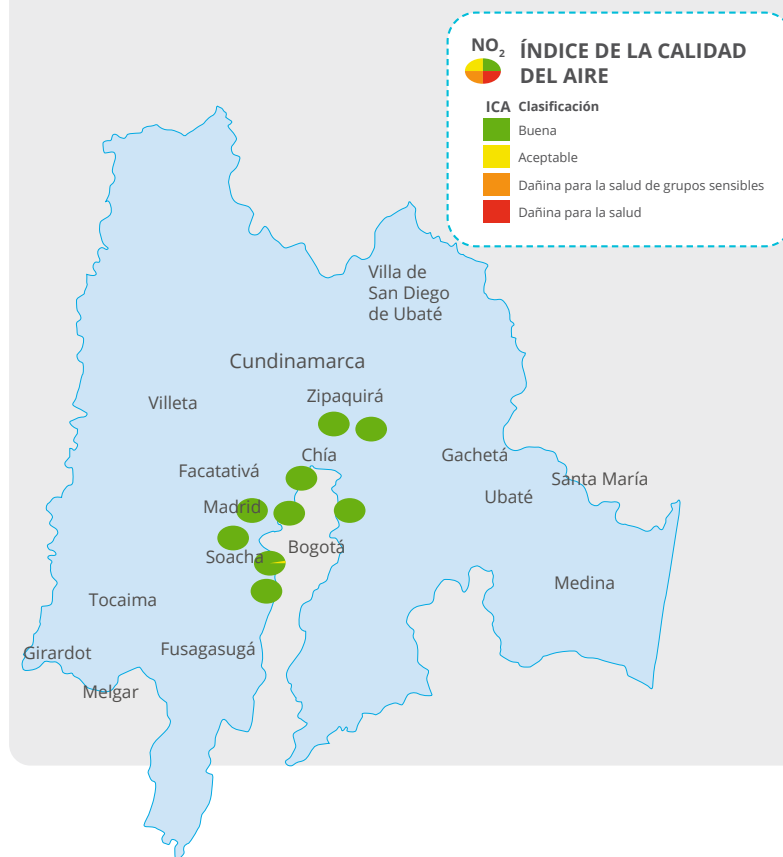 NO₂
ÍNDICE DE LA CALIDAD
DEL AIRE
ICA Clasificación
Buena
Aceptable
Dañina para la salud de grupos sensibles
Dañina para la salud
Villa de
San Diego
de Ubaté
Cundinamarca
Zipaquirá
Villeta
Chía
Gachetá
Facatativá
Santa María
Ubaté
Madrid
Bogotá
Soacha
Medina
Tocaima
Fusagasugá
Girardot
Melgar